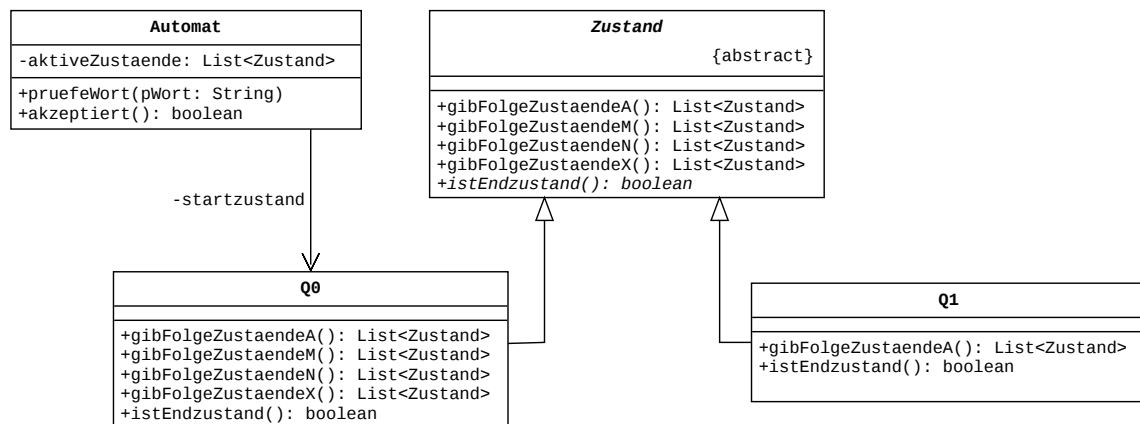 Automat
-aktiveZustaende: List<Zustand>
+pruefeWort(pWort: String)
+akzeptiert(): boolean
Zustand
{abstract}
+gibFolgeZustaendeA(): List<Zustand>
+gibFolgeZustaendeM(): List<Zustand>
+gibFolgeZustaendeN(): List<Zustand>
+gibFolgeZustaendeX(): List<Zustand>
+istEndzustand(): boolean
-startzustand
Q0
+gibFolgeZustaendeA(): List<Zustand>
+gibFolgeZustaendeM(): List<Zustand>
+gibFolgeZustaendeN(): List<Zustand>
+gibFolgeZustaendeX(): List<Zustand>
+istEndzustand(): boolean
Q1
+gibFolgeZustaendeA(): List<Zustand>
+istEndzustand(): boolean